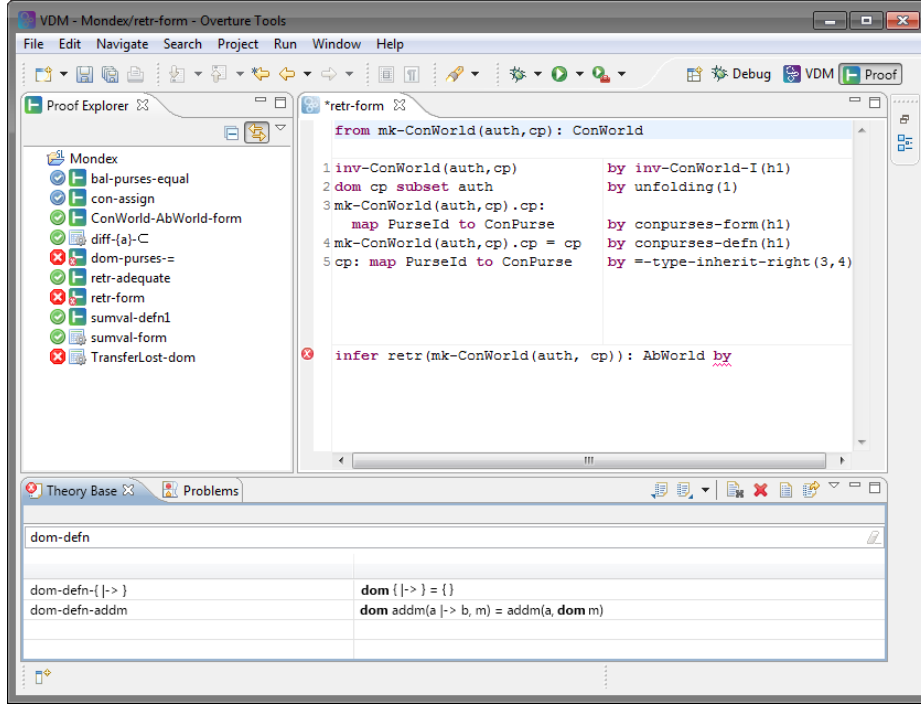 VDM - Mondex/retr-form - Overture Tools
File Edit Navigate Search Project Run Window Help
Debug VDM Proof
Proof Explorer
Mondex
bal-purses-equal
con-assign
ConWorld-AbWorld-form
diff-{a}-⊂
dom-purses-=
retr-adequate
retr-form
sumval-defn1
sumval-form
TransferLost-dom
*retr-form
from mk-ConWorld(auth,cp): ConWorld
1 inv-ConWorld(auth,cp) by inv-ConWorld-I(h1)
2 dom cp subset auth by unfolding(1)
3 mk-ConWorld(auth,cp).cp:
map PurseId to ConPurse by conpurses-form(h1)
4 mk-ConWorld(auth,cp).cp = cp by conpurses-defn(h1)
5 cp: map PurseId to ConPurse by =-type-inherit-right(3,4)
infer retr(mk-ConWorld(auth, cp)): AbWorld by
Theory Base Problems
dom-defn
dom-defn-{ |-> } dom { |-> } = { }
dom-defn-addm dom addm(a |-> b, m) = addm(a, dom m)